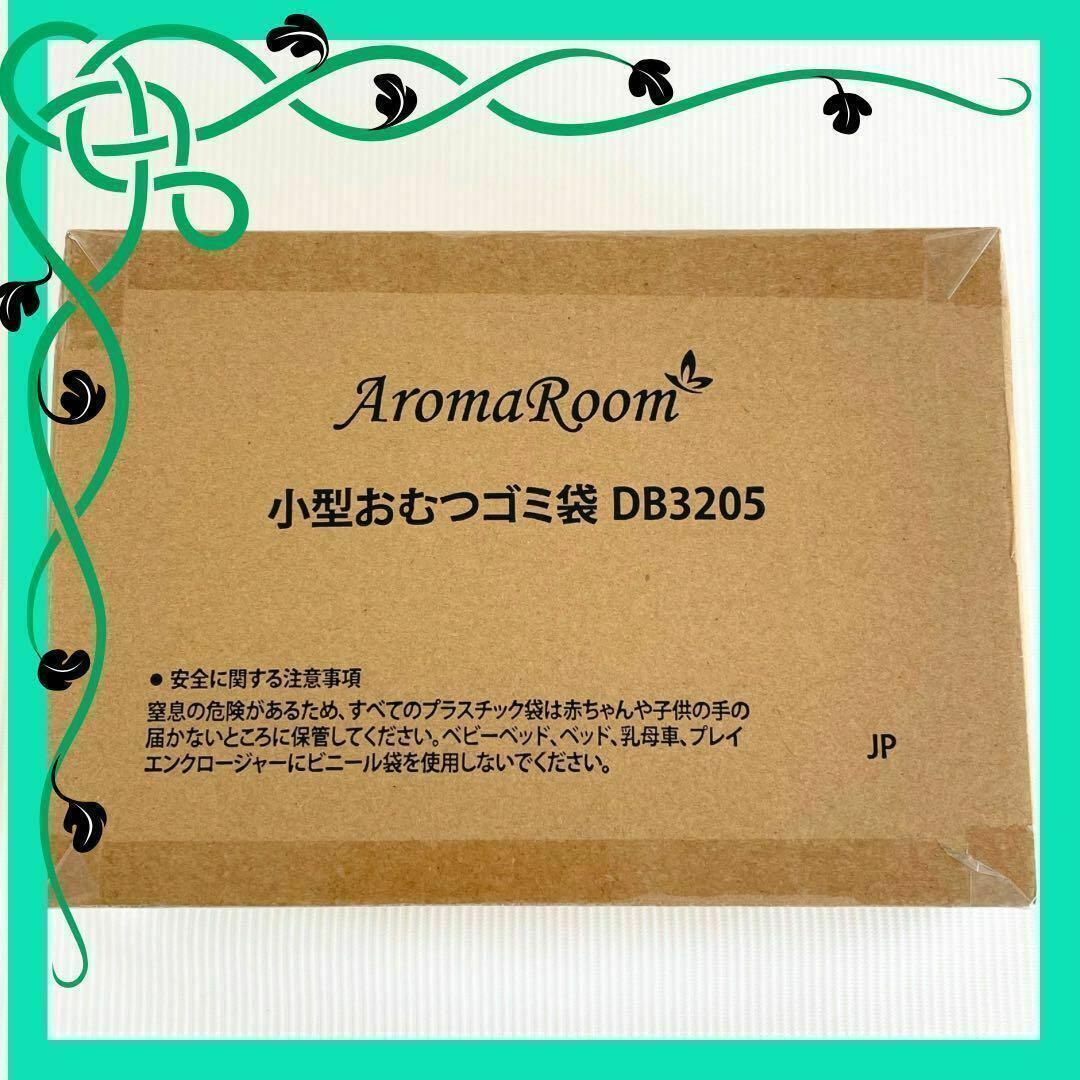 AromaRoom
小型おむつゴミ袋 DB3205
● 安全に関する注意事項
窒息の危険があるため、すべてのプラスチック袋は赤ちゃんや子供の手の
届かないところに保管してください。ベビーベッド、ベッド、乳母車、プレイ
エンクロージャーにビニール袋を使用しないでください。
JP